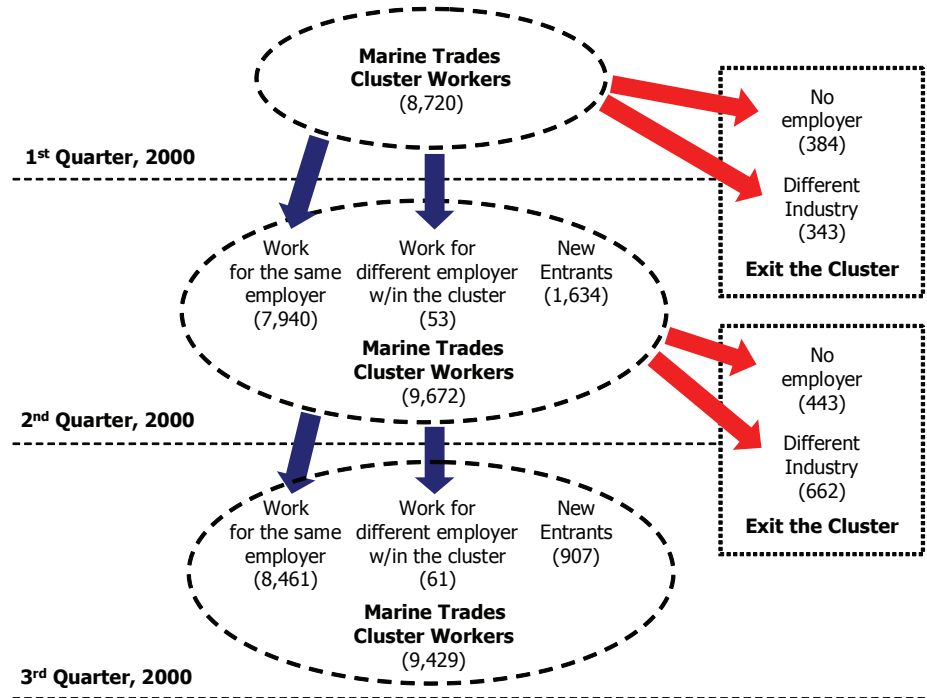 Marine Trades
Cluster Workers
(8,720)
No
employer
(384)
Different
Industry
(343)
Exit the Cluster
1st Quarter, 2000
Work
for the same
employer
(7,940)
Work for
different employer
w/in the cluster
(53)
New
Entrants
(1,634)
Marine Trades
Cluster Workers
(9,672)
No
employer
(443)
Different
Industry
(662)
Exit the Cluster
2nd Quarter, 2000
Work
for the same
employer
(8,461)
Work for
different employer
w/in the cluster
(61)
New
Entrants
(907)
Marine Trades
Cluster Workers
(9,429)
3rd Quarter, 2000